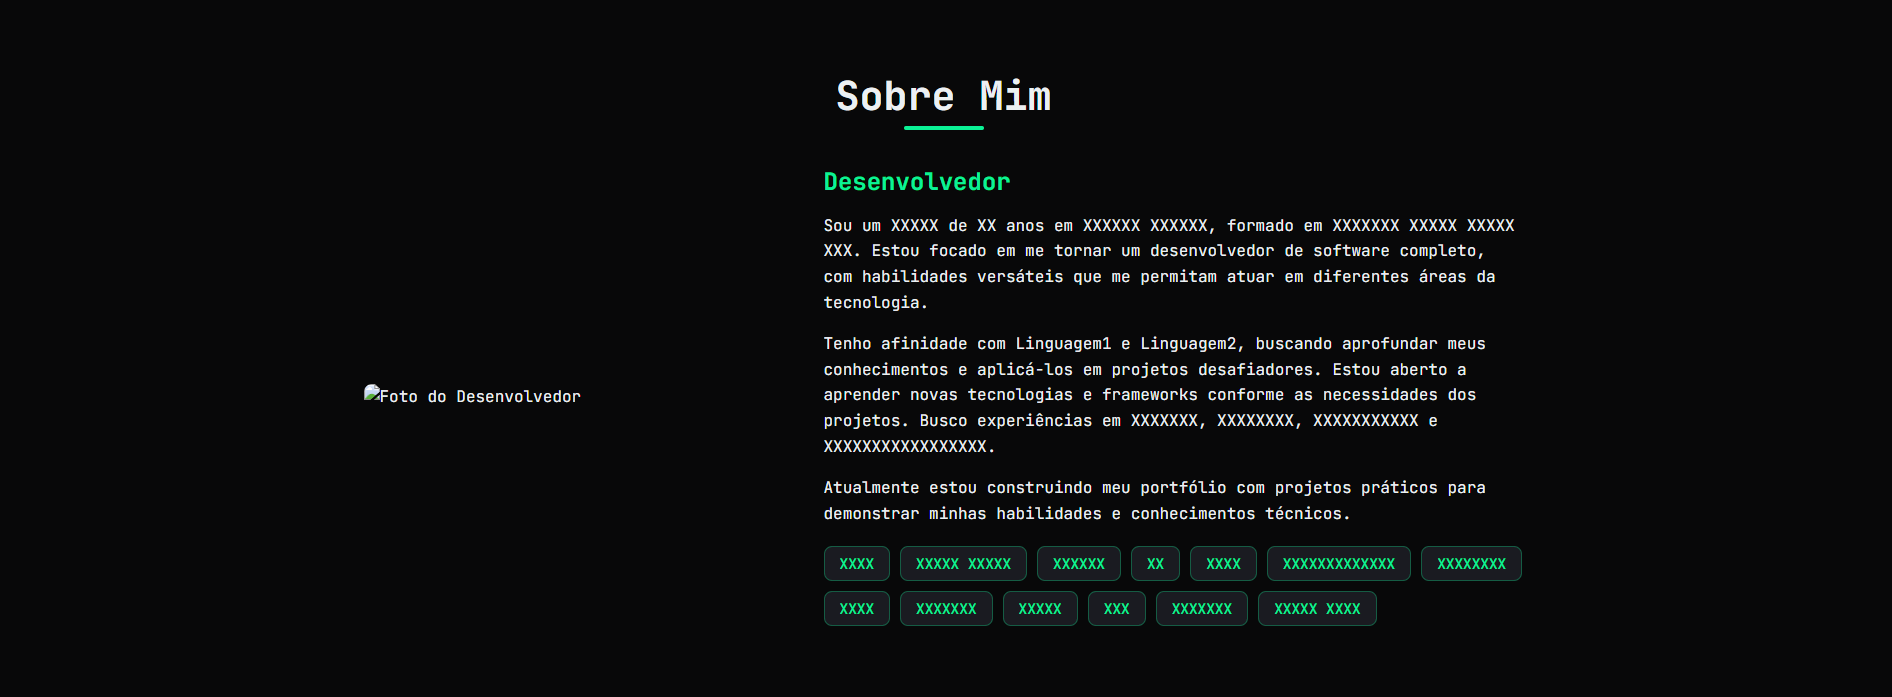 Sobre Mim
Foto do Desenvolvedor
Desenvolvedor
Sou um XXXXX de XX anos em XXXXXX XXXXXX, formado em XXXXXXX XXXXX XXXXX
XXX. Estou focado em me tornar um desenvolvedor de software completo,
com habilidades versáteis que me permitam atuar em diferentes áreas da
tecnologia.
Tenho afinidade com Linguagem1 e Linguagem2, buscando aprofundar meus
conhecimentos e aplicá-los em projetos desafiadores. Estou aberto a
aprender novas tecnologias e frameworks conforme as necessidades dos
projetos. Busco experiências em XXXXXXX, XXXXXXXX, XXXXXXXXXXX e
XXXXXXXXXXXXXXXXX.
Atualmente estou construindo meu portfólio com projetos práticos para
demonstrar minhas habilidades e conhecimentos técnicos.
XXXX XXXXX XXXXX XXXXXX XX XXXX XXXXXXXXXXXXX XXXXXXXX
XXXX XXXXXXX XXXXX XXX XXXXXXX XXXXX XXXX